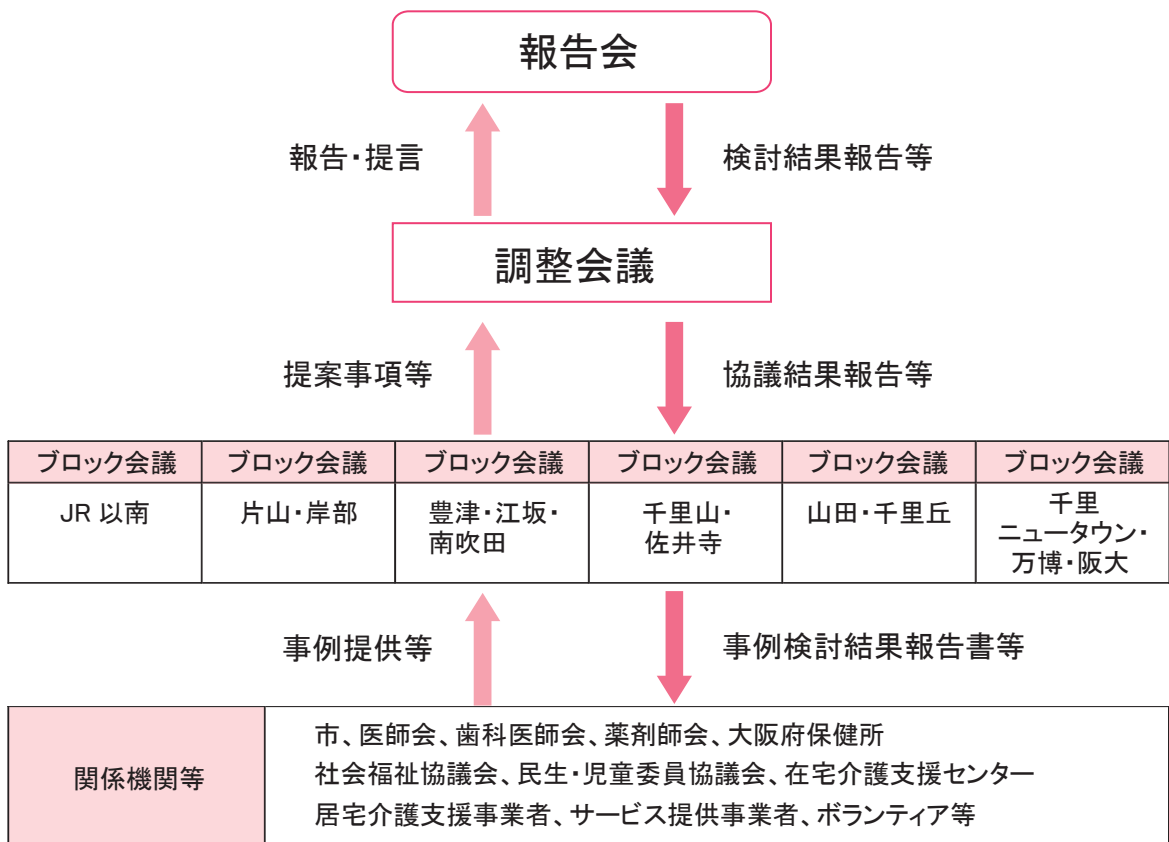 報告会
報告・提言
検討結果報告等
調整会議
提案事項等
協議結果報告等
ブロック会議
ブロック会議
ブロック会議
ブロック会議
ブロック会議
ブロック会議
JR 以南
片山・岸部
豊津・江坂・
南吹田
千里山・
佐井寺
山田・千里丘
千里
ニュータウン・
万博・阪大
事例提供等
事例検討結果報告書等
関係機関等
市、医師会、歯科医師会、薬剤師会、大阪府保健所
社会福祉協議会、民生・児童委員協議会、在宅介護支援センター
居宅介護支援事業者、サービス提供事業者、ボランティア等